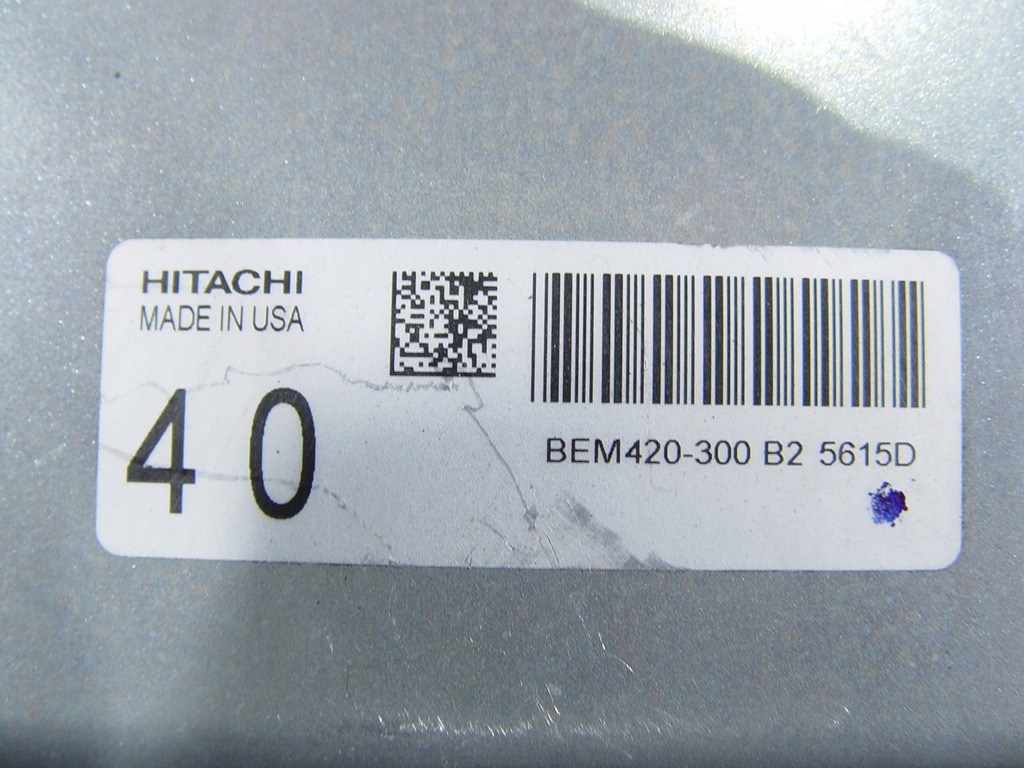 HITACHI
MADE IN USA
40
BEM420-300 B2 5615D